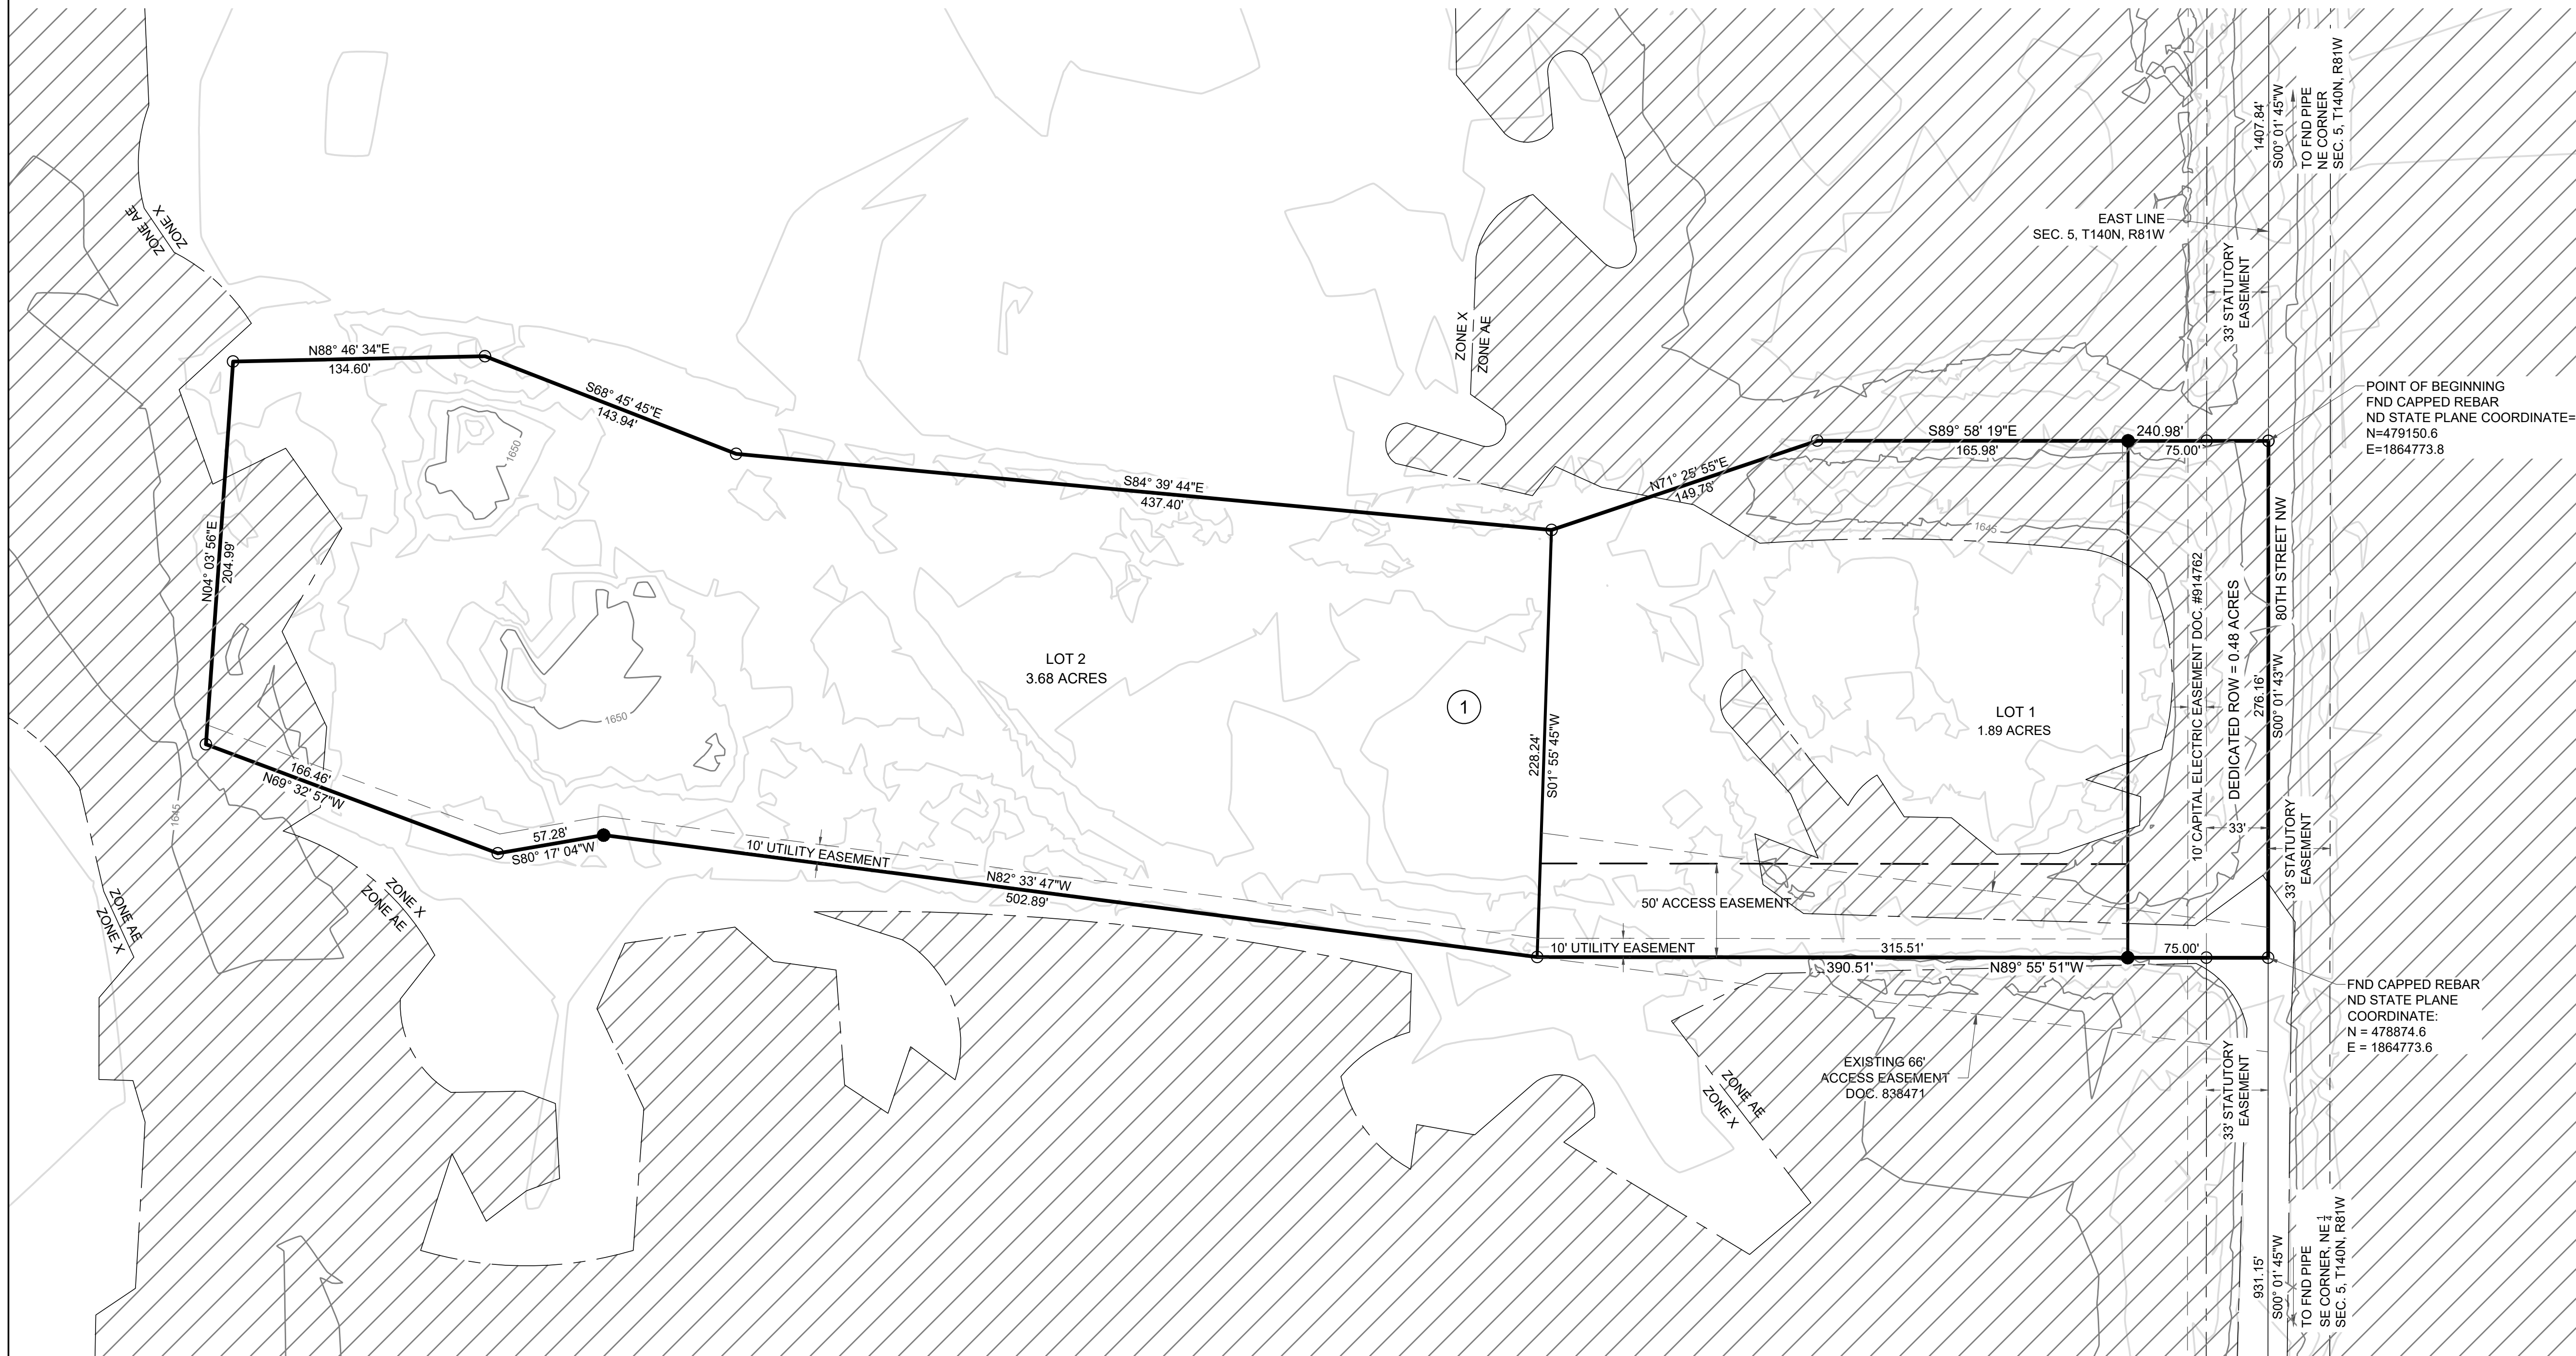 1407.84'
S00° 01' 45"W
TO FND PIPE
NE CORNER
SEC. 5, T140N, R81W
ZONE X
ZONE AE
EAST LINE
SEC. 5, T140N, R81W
33' STATUTORY
EASEMENT
ZONE X
ZONE AE
N88° 46' 34"E
134.60'
S68° 45' 45"E
143.94'
POINT OF BEGINNING
FND CAPPED REBAR
ND STATE PLANE COORDINATE=
N=479150.6
E=1864773.8
S89° 58' 19"E
240.98'
165.98'
75.00'
1650
N71° 25' 55"E
149.78'
S84° 39' 44"E
437.40'
1645
N04° 03' 56"E
204.99'
10' CAPITAL ELECTRIC EASEMENT DOC. #914762
DEDICATED ROW = 0.48 ACRES
80TH STREET NW
276.16'
S00° 01' 43"W
LOT 2
3.68 ACRES
1
LOT 1
1.89 ACRES
1650
228.24'
S01° 55' 45"W
166.46'
N69° 32' 57"W
1645
57.28'
S80° 17' 04"W
10' UTILITY EASEMENT
33'
33' STATUTORY
EASEMENT
N82° 33' 47"W
502.89'
50' ACCESS EASEMENT
ZONE X
ZONE AE
ZONE AE
ZONE X
10' UTILITY EASEMENT
315.51'
75.00'
390.51'
N89° 55' 51"W
FND CAPPED REBAR
ND STATE PLANE
COORDINATE:
N = 478874.6
E = 1864773.6
EXISTING 66'
ACCESS EASEMENT
DOC. 838471
ZONE AE
ZONE X
33' STATUTORY
EASEMENT
931.15'
S00° 01' 45"W
TO FND PIPE
SE CORNER, NE 1/4
SEC. 5, T140N, R81W